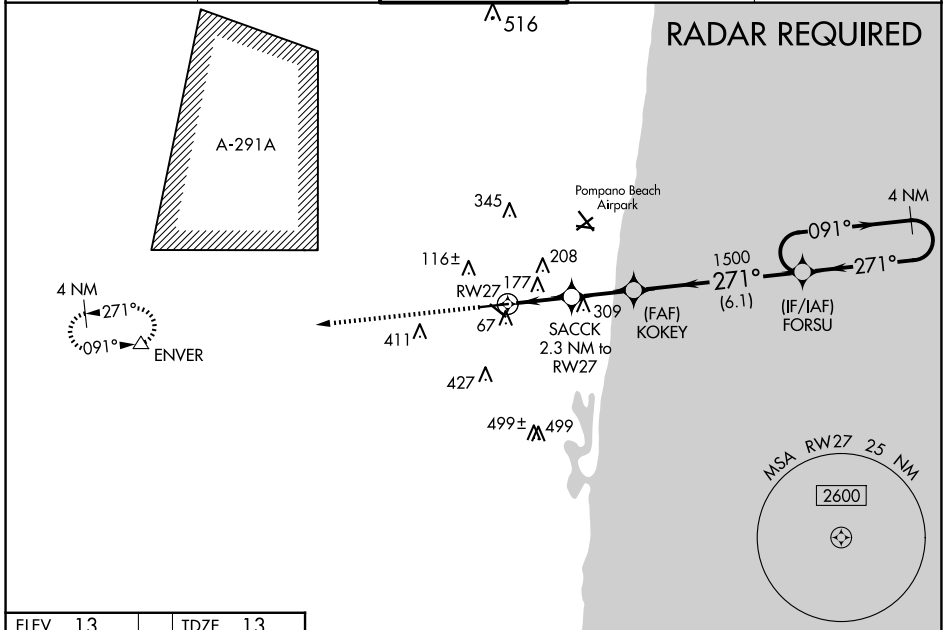 516
RADAR REQUIRED
A-291A
Pompano Beach
Airpark
345
4 NM
091°
208
116±
1500
271°
271°
177
RW27
(6.1)
4 NM
271°
309
(FAF)
KOKEY
(IF/IAF)
FORSU
67
SACCK
2.3 NM to
RW27
411
091°
ENVER
427
499±
499
MSA RW27 25 NM
2600
ELEV 13
TDZE 13